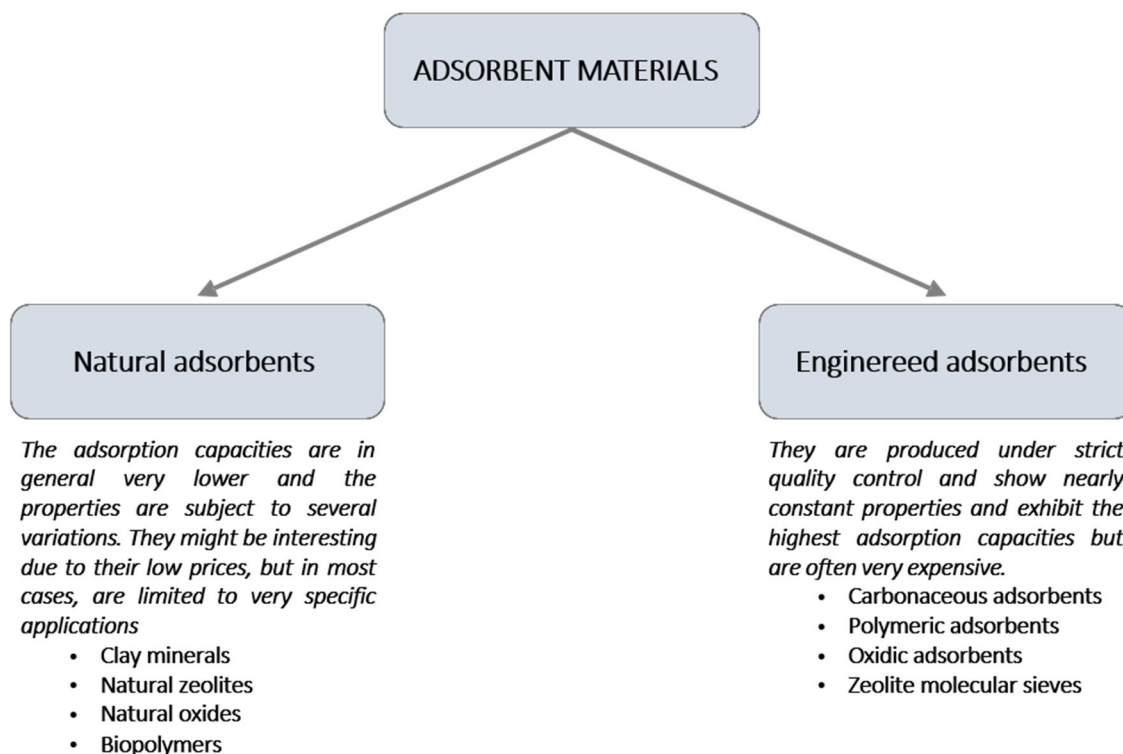 ADSORBENT MATERIALS
Natural adsorbents
The adsorption capacities are in
general very lower and the
properties are subject to several
variations. They might be interesting
due to their low prices, but in most
cases, are limited to very specific
applications
• Clay minerals
• Natural zeolites
• Natural oxides
• Biopolymers
Enginereed adsorbents
They are produced under strict
quality control and show nearly
constant properties and exhibit the
highest adsorption capacities but
are often very expensive.
• Carbonaceous adsorbents
• Polymeric adsorbents
• Oxidic adsorbents
• Zeolite molecular sieves